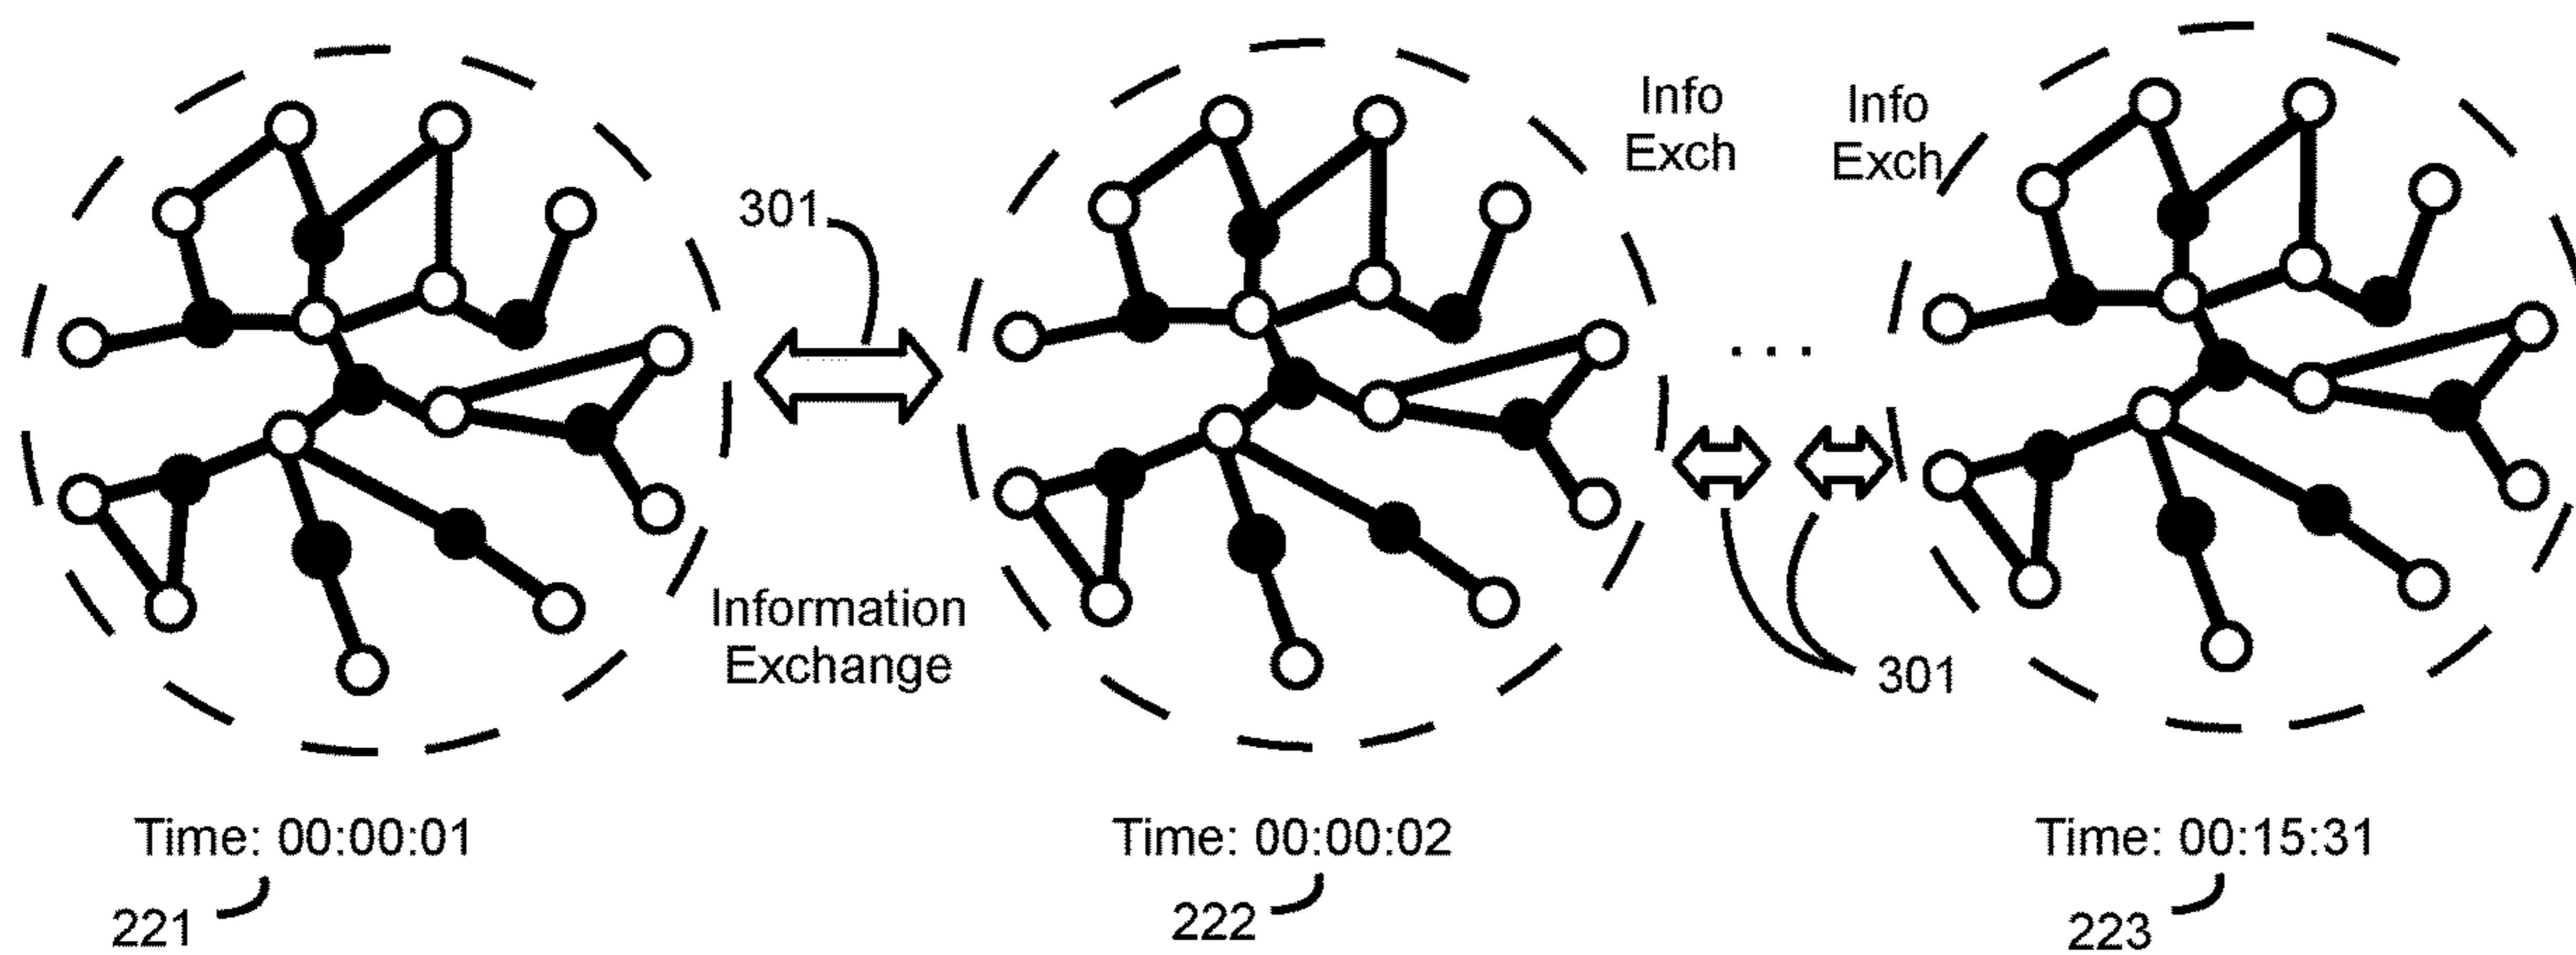 Info
Exch
Info
Exch
301
Information
Exchange
301
Time: 00:00:01
Time: 00:00:02
Time: 00:15:31
221
222
223